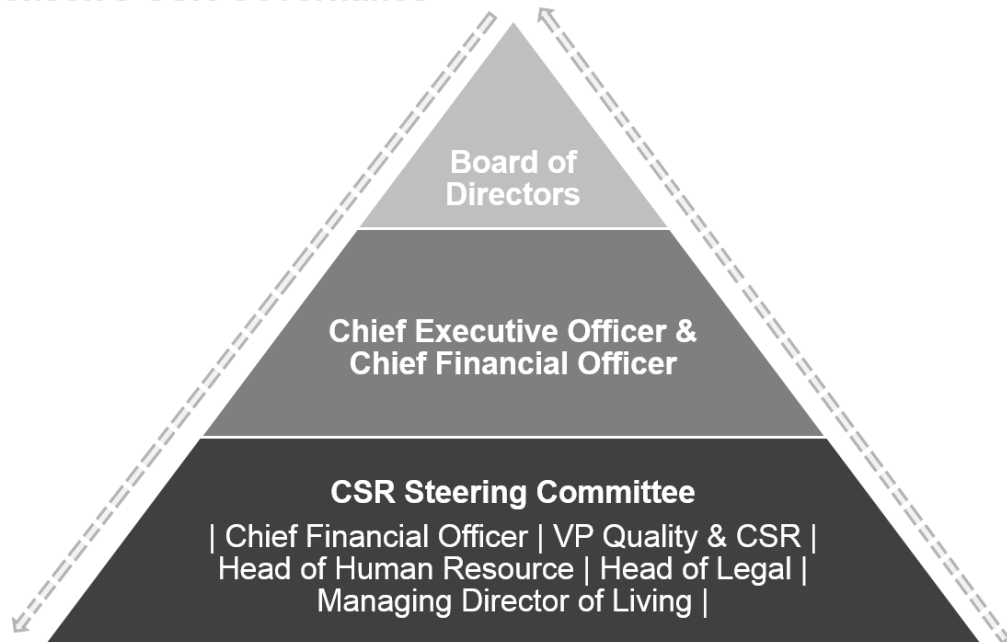 Board of
Directors
Chief Executive Officer &
Chief Financial Officer
CSR Steering Committee
| Chief Financial Officer | VP Quality & CSR |
Head of Human Resource | Head of Legal |
Managing Director of Living |